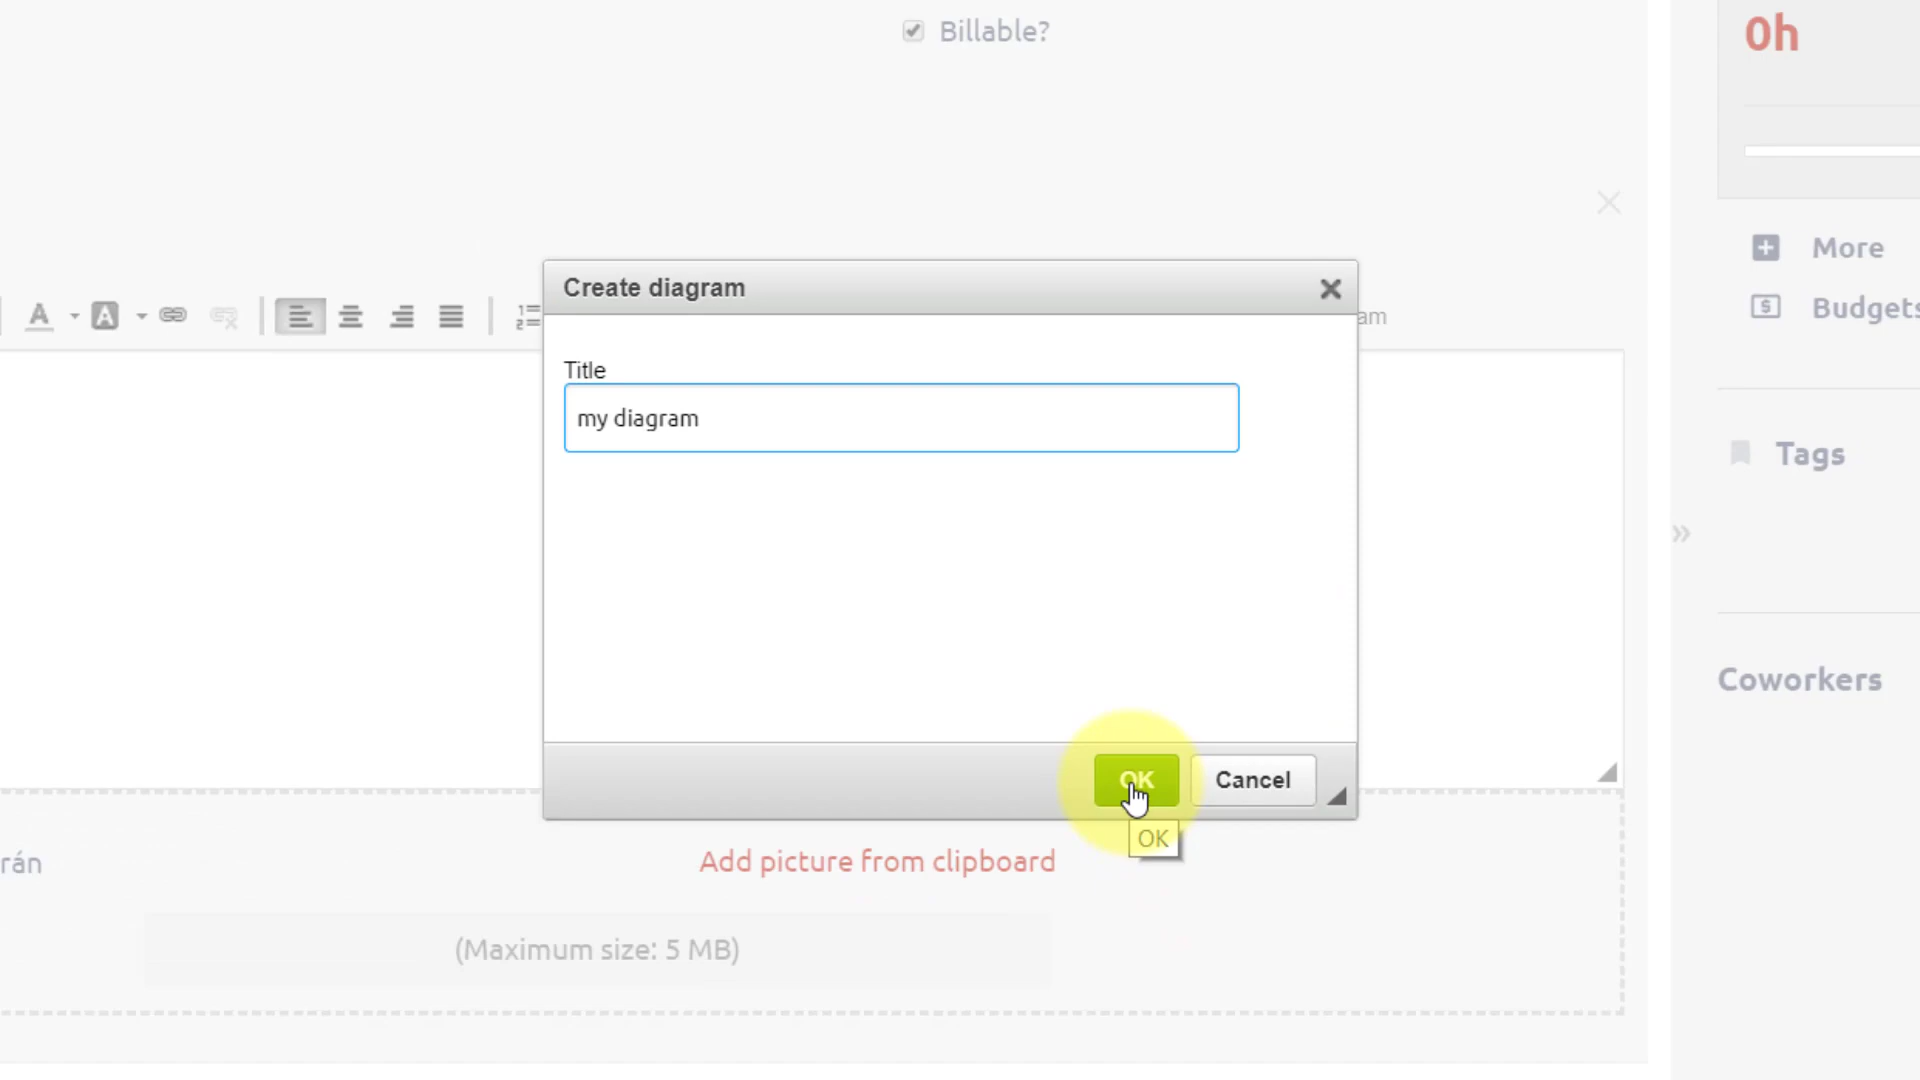 Billable?
0h
More
Budgets
Create diagram
am
Title
my diagram
Tags
Coworkers
OK
Cancel
OK
rán
Add picture from clipboard
(Maximum size: 5 MB)